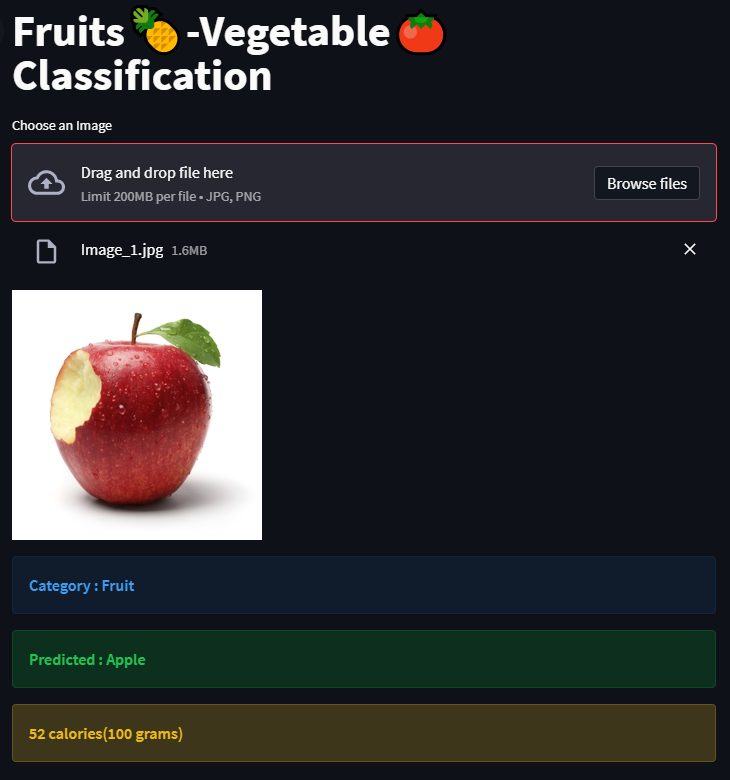 Fruits🍍-Vegetable🍅
Classification
Choose an Image
Drag and drop file here
Limit 200MB per file • JPG, PNG
Browse files
Image_1.jpg 1.6MB
Category : Fruit
Predicted : Apple
52 calories(100 grams)